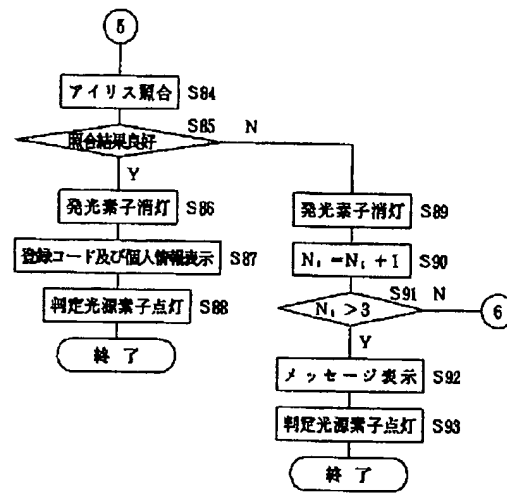 5
アイリス照合 S84
S85 N
照合結果良好
Y
発光素子消灯 S86
登録コード及び個人情報表示 S87
判定光源素子点灯 S88
終了
発光素子消灯 S89
N₁=N₁+1 S90
S91 N
N₁>3
6
Y
メッセージ表示 S92
判定光源素子点灯 S93
終了